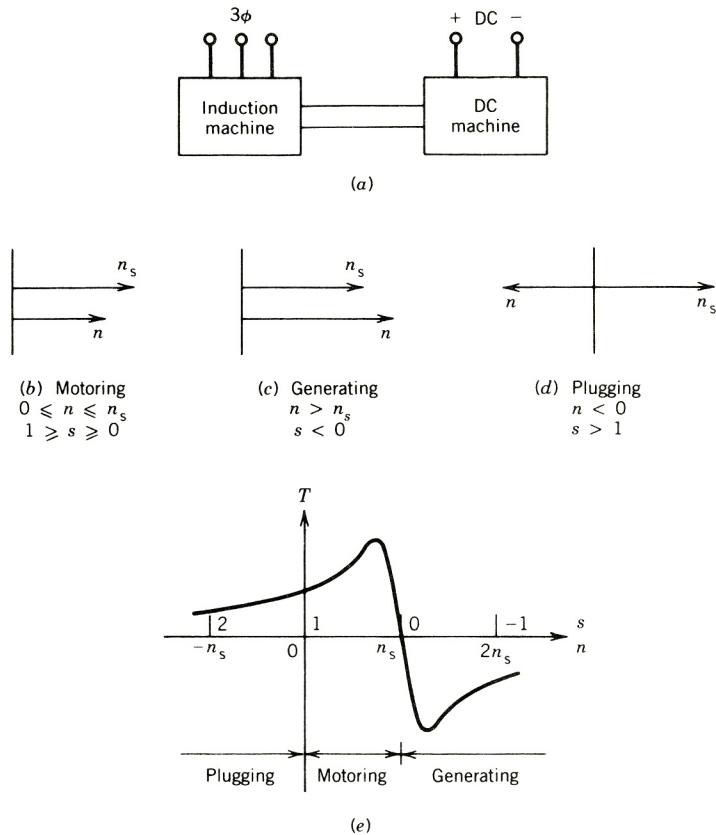 3ϕ
+ DC −
Induction
machine
DC
machine
(a)
n_s
n
(b) Motoring
0 ⩽ n ⩽ n_s
1 ⩾ s ⩾ 0
n_s
n
(c) Generating
n > n_s
s < 0
n
n_s
(d) Plugging
n < 0
s > 1
T
2 1 0 −1 s
−n_s 0 n_s 2n_s n
Plugging Motoring Generating
(e)